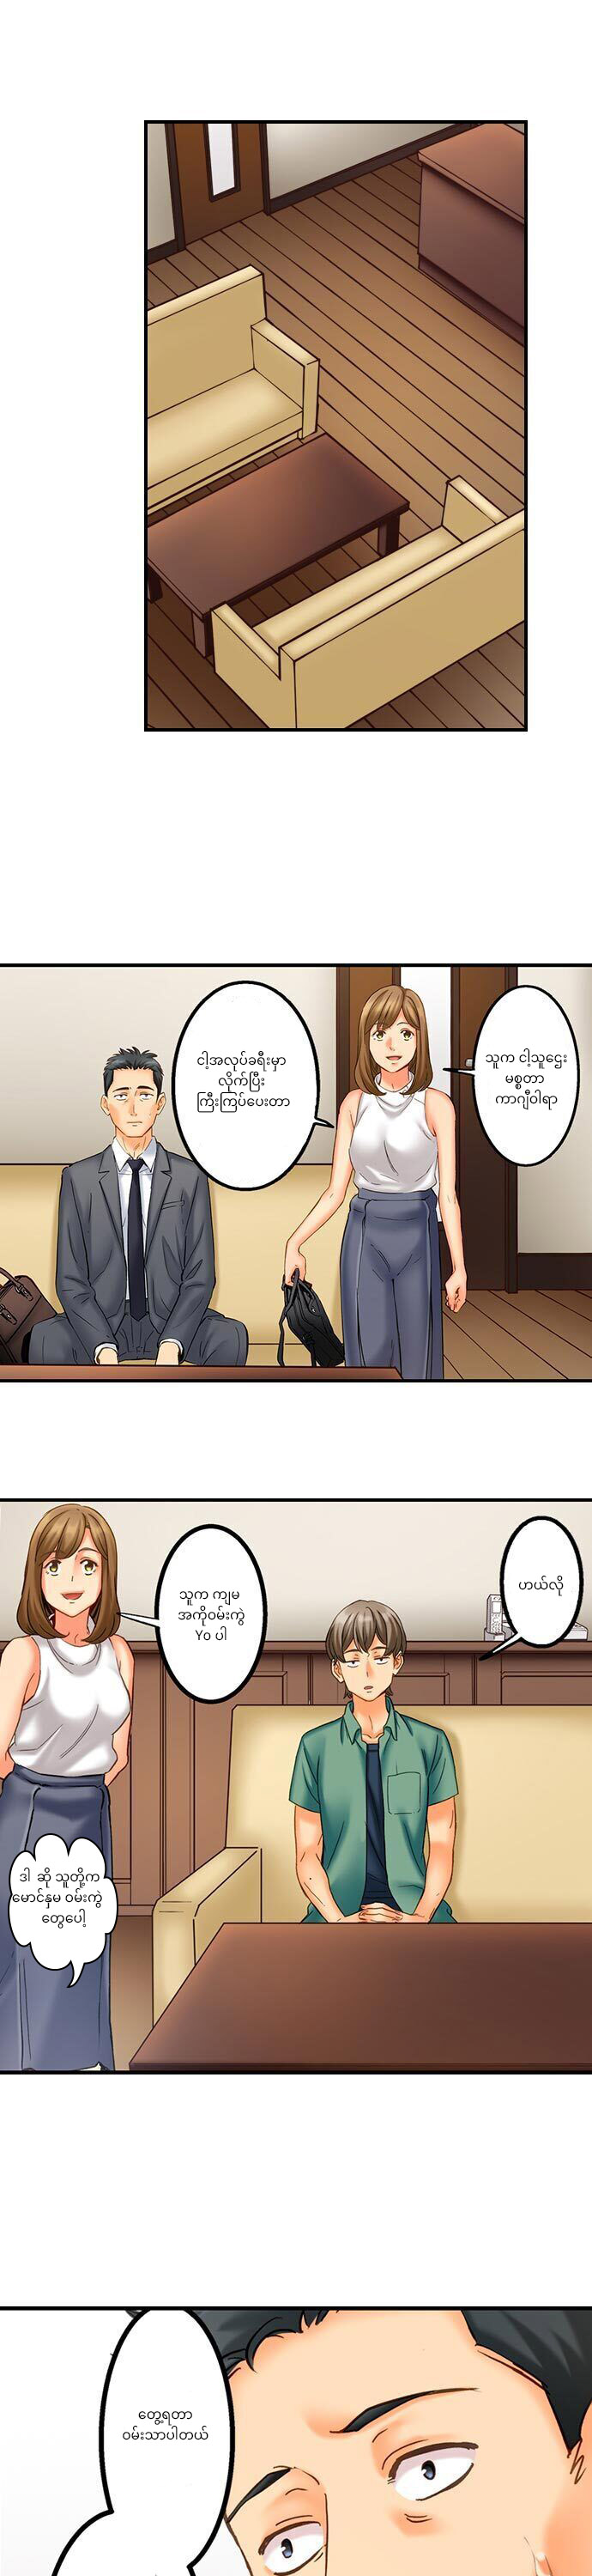 သူက ငါ့သူဌေး
မစ္စတာ
ကာဂျီဝါရာ
ငါ့အလုပ်ခရီးမှာ
လိုက်ပြီး
ကြီးကြပ်ပေးတာ
ဟယ်လို
သူက ကျမ
အကိုဝမ်းကွဲ
Yo ပါ
ဒါ ဆို သူတို့က
မောင်နှမ ဝမ်းကွဲ
တွေပေါ့
တွေ့ရတာ
ဝမ်းသာပါတယ်